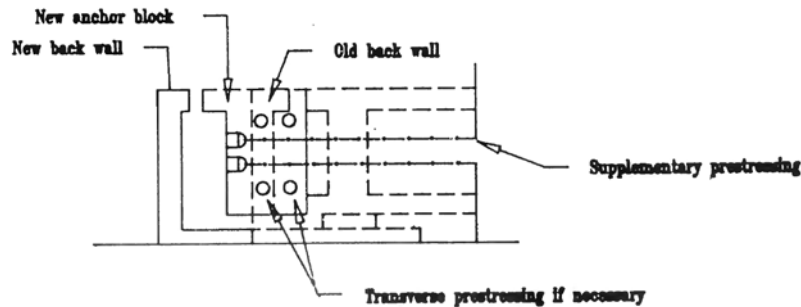 New anchor block
New back wall
Old back wall
Supplementary prestressing
Transverse prestressing if necessary